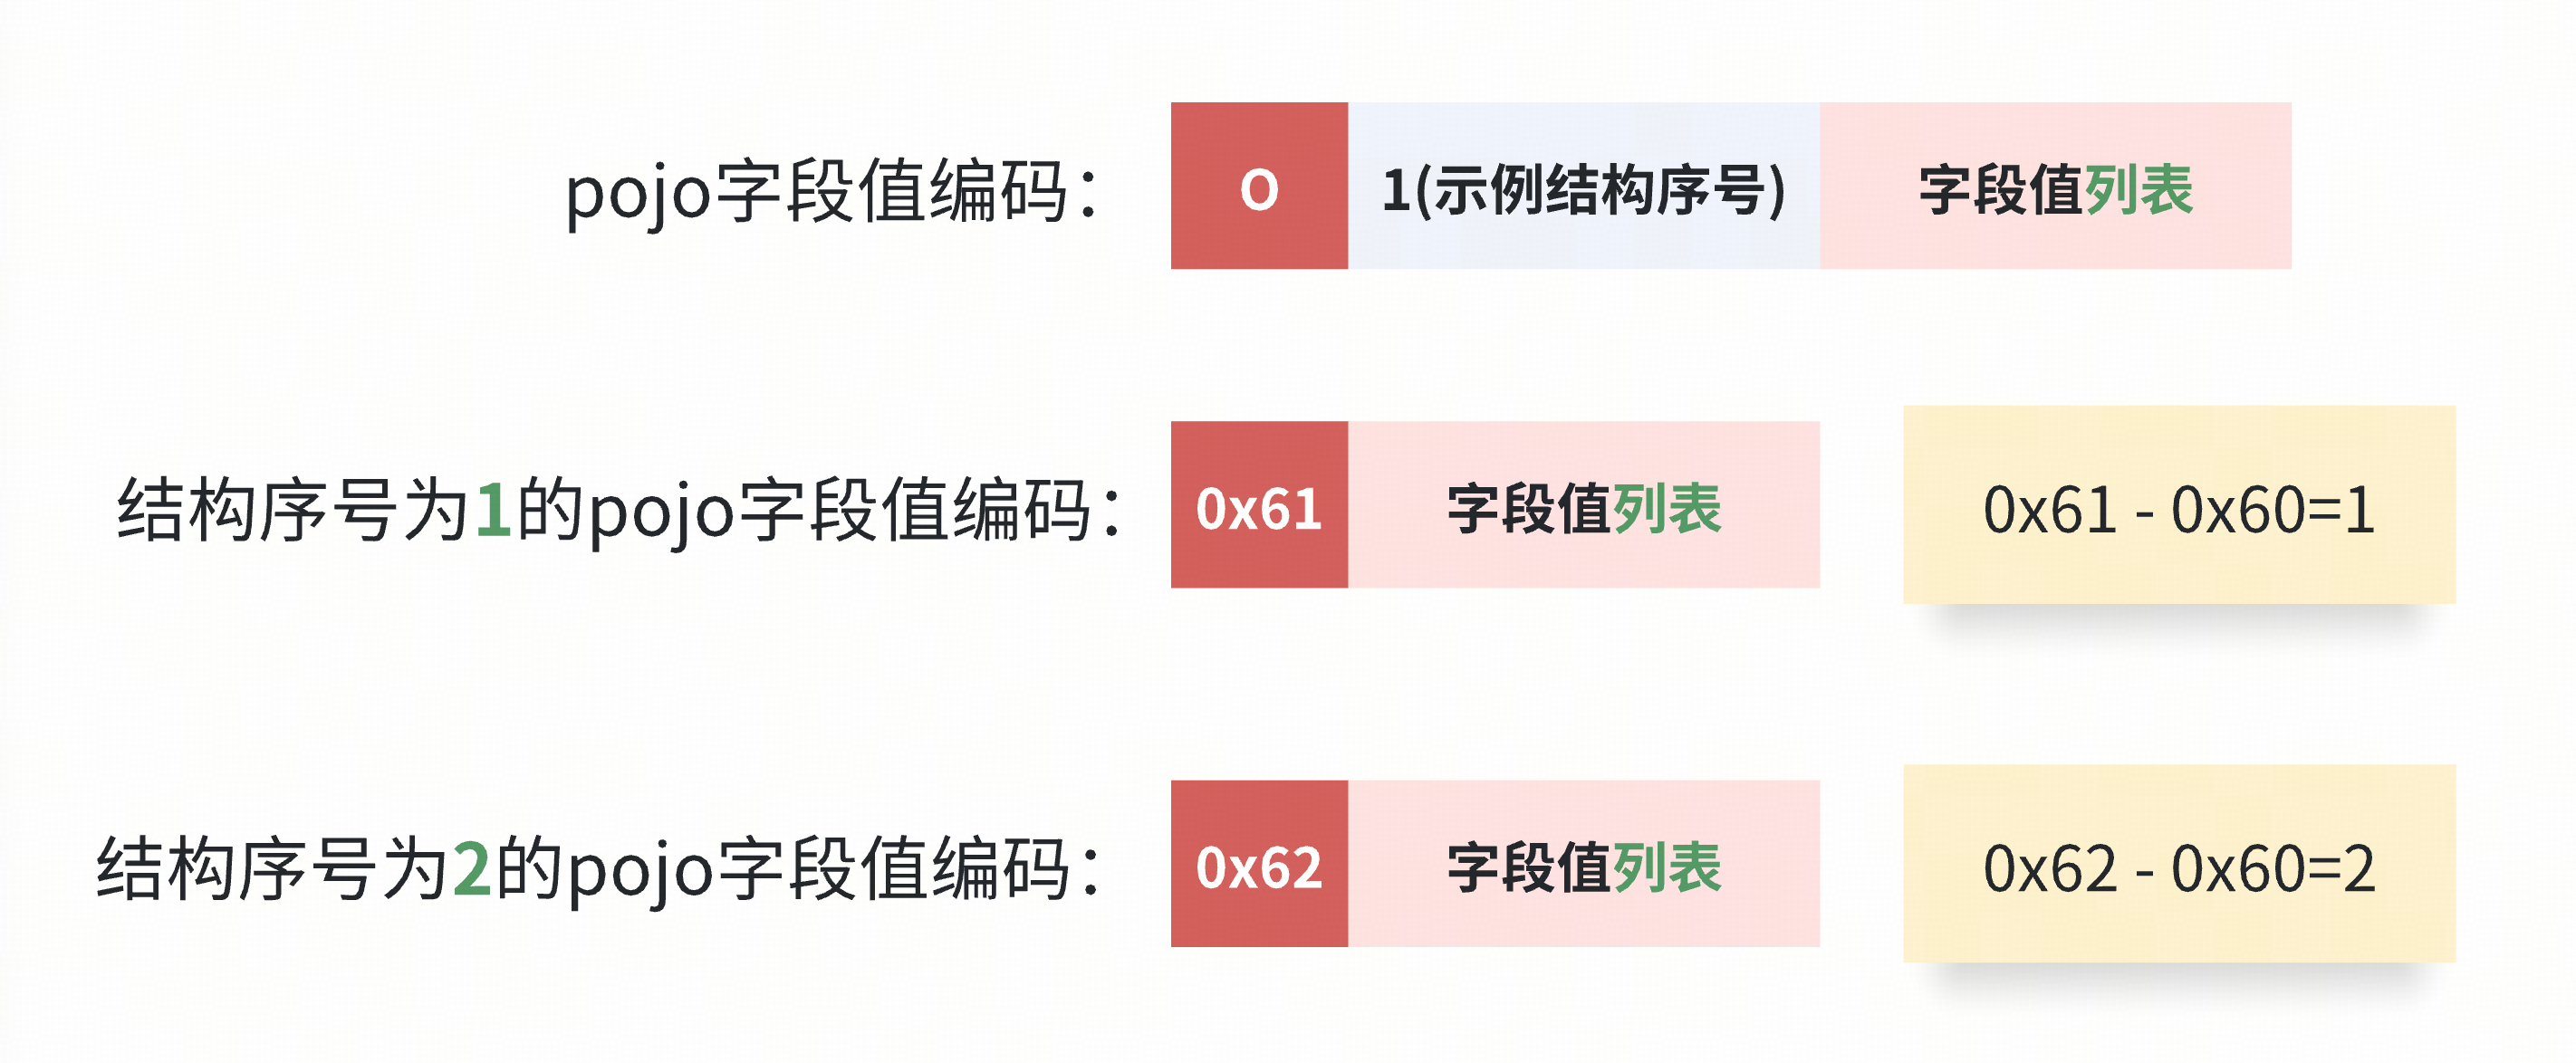 pojo字段值编码： O 1(示例结构序号) 字段值列表
结构序号为1的pojo字段值编码： 0x61 字段值列表 0x61 - 0x60=1
结构序号为2的pojo字段值编码： 0x62 字段值列表 0x62 - 0x60=2